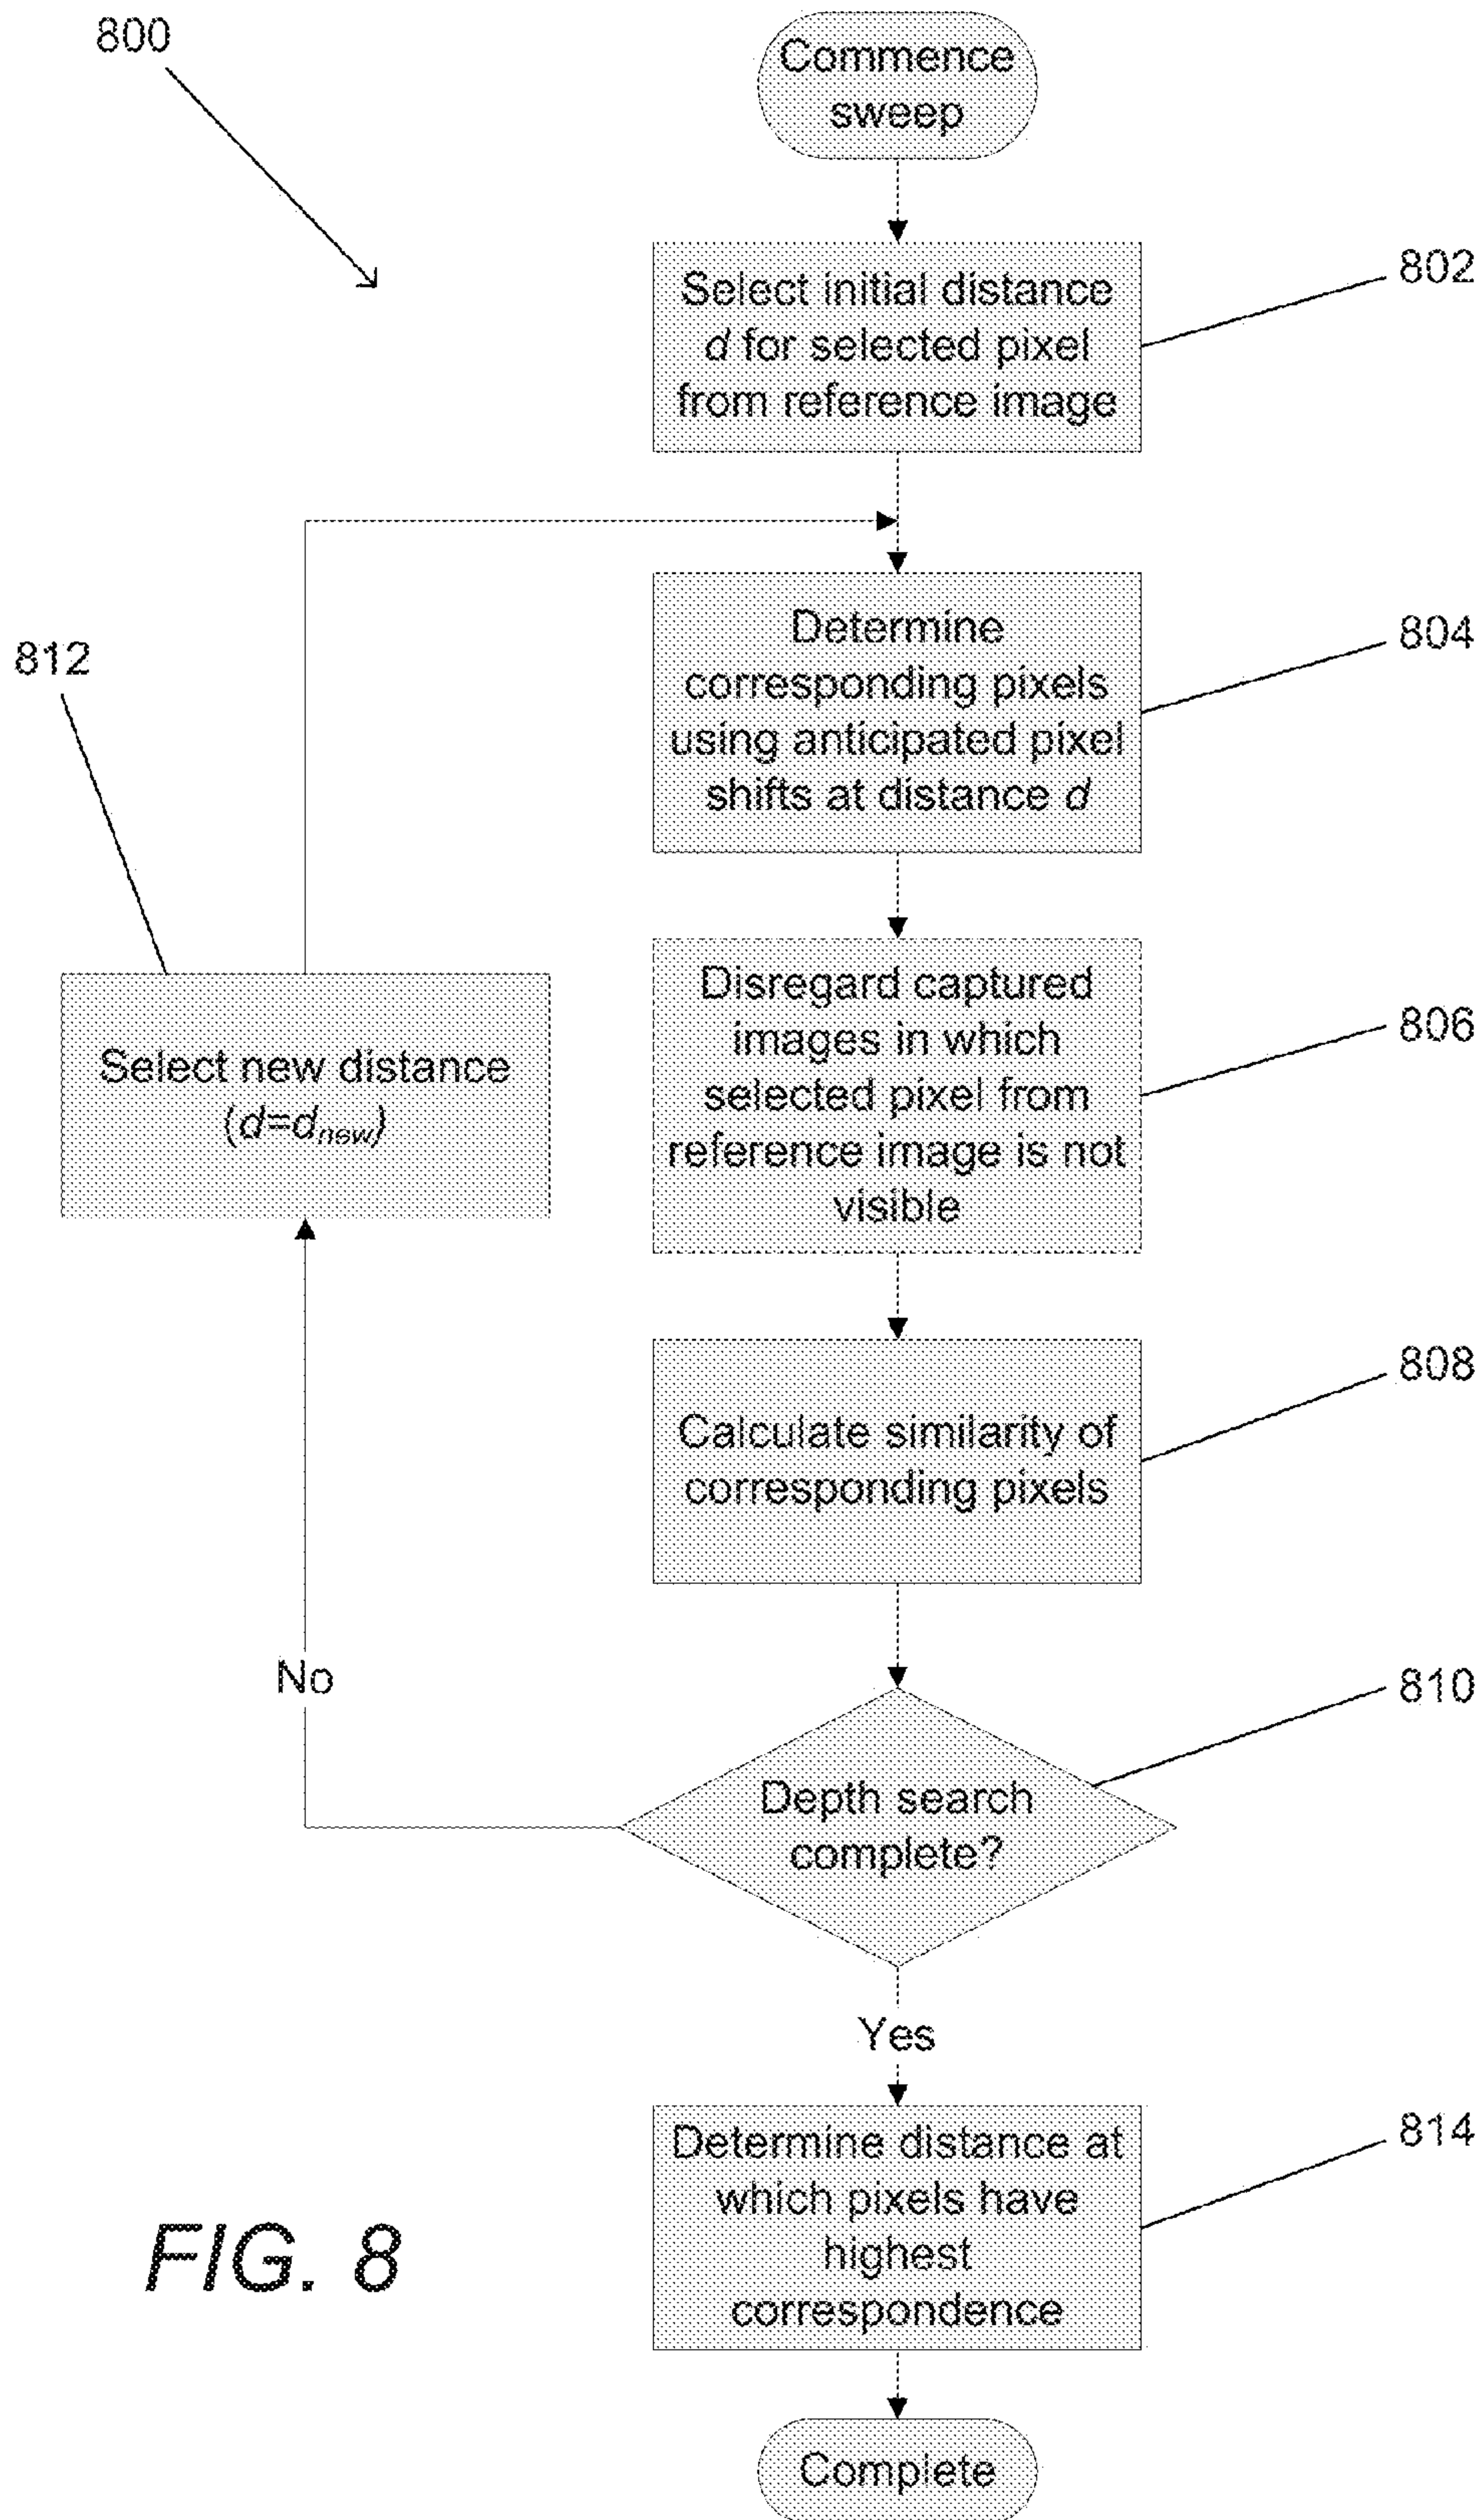 800
Commence
sweep
802
Select initial distance
d for selected pixel
from reference image
804
Determine
corresponding pixels
using anticipated pixel
shifts at distance d
812
Select new distance
(d=dnew)
806
Disregard captured
images in which
selected pixel from
reference image is not
visible
808
Calculate similarity of
corresponding pixels
No
810
Depth search
complete?
Yes
814
Determine distance at
which pixels have
highest
correspondence
FIG. 8
Complete